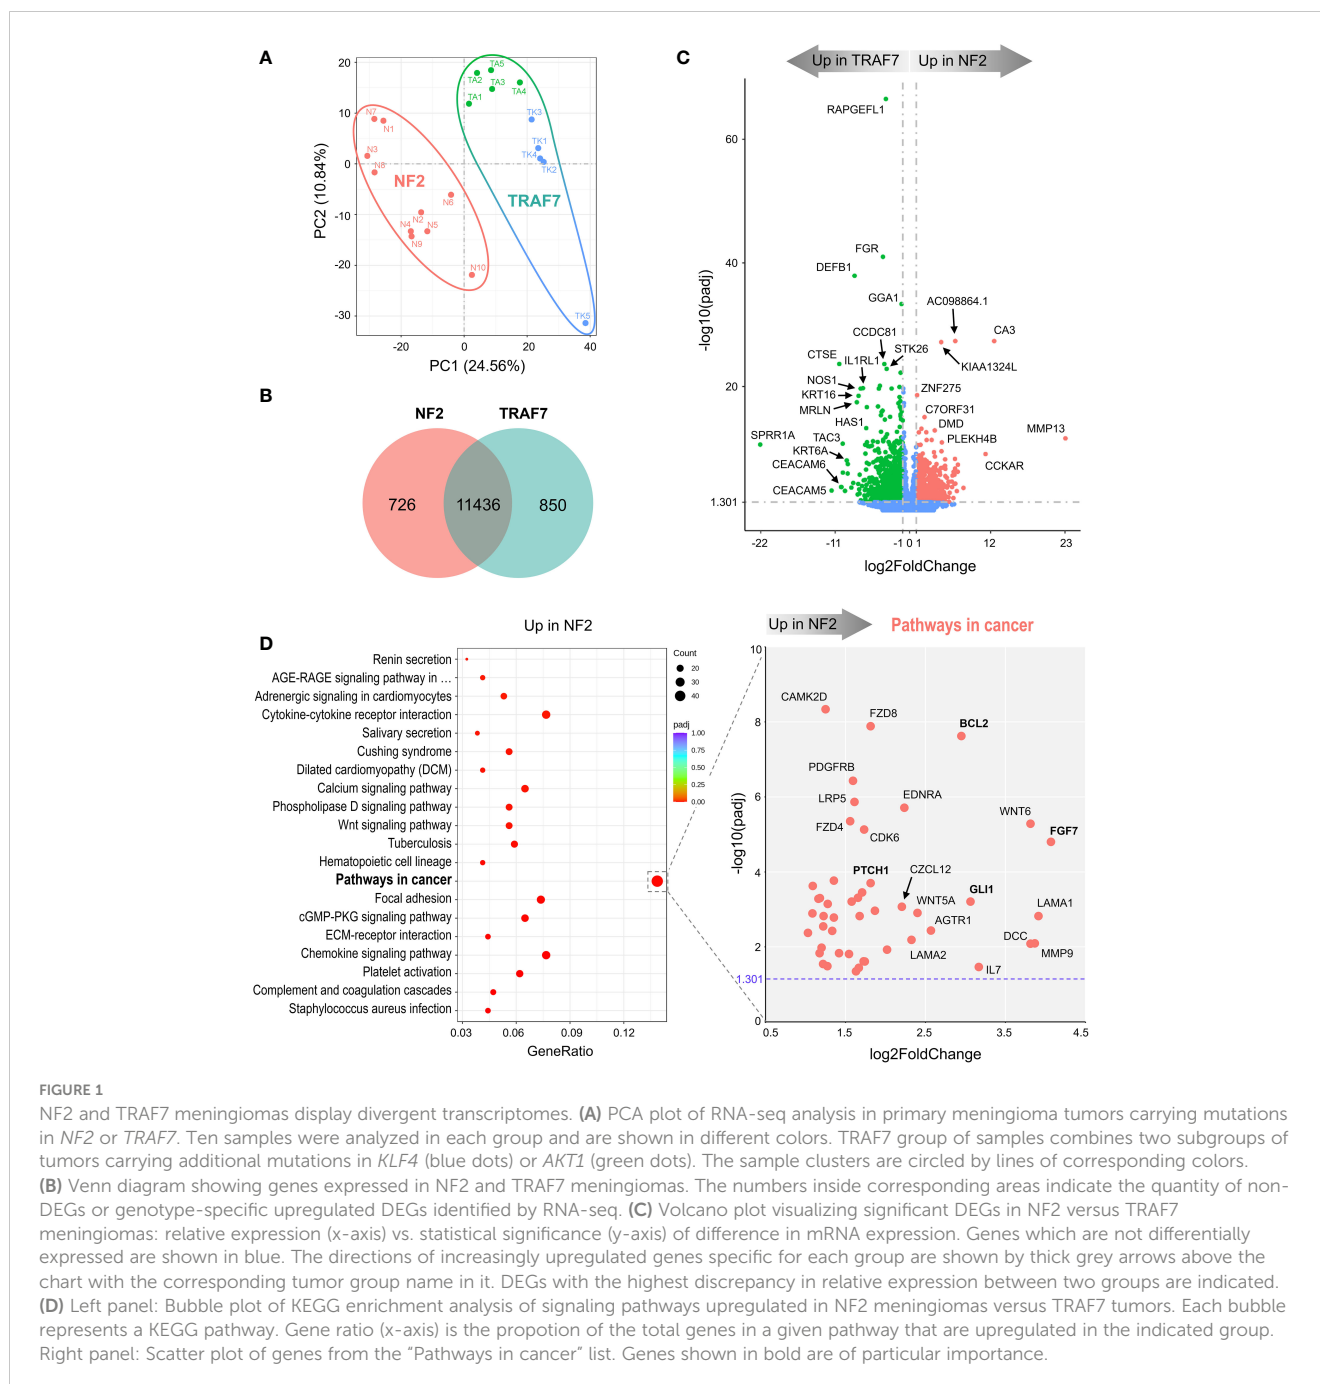 A
20
10
0
-10
-20
-30
-20
0
20
40
PC2 (10.84%)
PC1 (24.56%)
TA5
TA2
TA3
TA4
TA1
TK3
TK1
TK4
TK2
TK5
N7
N1
N3
N8
N6
N2
N4
N5
N9
N10
NF2
TRAF7
B
NF2
TRAF7
726
11436
850
C
Up in TRAF7
Up in NF2
RAPGEFL1
60
FGR
40
DEFB1
GGA1
AC098864.1
CCDC81
CA3
STK26
CTSE
IL1RL1
KIAA1324L
NOS1
20
ZNF275
KRT16
MRLN
C7ORF31
HAS1
DMD
MMP13
SPRR1A
TAC3
PLEKH4B
KRT6A
CEACAM6
CCKAR
CEACAM5
1.301
-log10(padj)
-22
-11
-1 0 1
12
23
log2FoldChange
D
Up in NF2
Renin secretion
AGE-RAGE signaling pathway in ...
Adrenergic signaling in cardiomyocytes
Cytokine-cytokine receptor interaction
Salivary secretion
Cushing syndrome
Dilated cardiomyopathy (DCM)
Calcium signaling pathway
Phospholipase D signaling pathway
Wnt signaling pathway
Tuberculosis
Hematopoietic cell lineage
Pathways in cancer
Focal adhesion
cGMP-PKG signaling pathway
ECM-receptor interaction
Chemokine signaling pathway
Platelet activation
Complement and coagulation cascades
Staphylococcus aureus infection
0.03
0.06
0.09
0.12
GeneRatio
Count
20
30
40
padj
1.00
0.75
0.50
0.25
0.00
Up in NF2
Pathways in cancer
10
8
6
4
2
1.301
0
-log10(padj)
CAMK2D
FZD8
BCL2
PDGFRB
LRP5
EDNRA
FZD4
CDK6
WNT6
FGF7
PTCH1
CZCL12
WNT5A
GLI1
AGTR1
LAMA1
DCC
LAMA2
MMP9
IL7
0.5
1.5
2.5
3.5
4.5
log2FoldChange
FIGURE 1
NF2 and TRAF7 meningiomas display divergent transcriptomes. (A) PCA plot of RNA-seq analysis in primary meningioma tumors carrying mutations
in NF2 or TRAF7. Ten samples were analyzed in each group and are shown in different colors. TRAF7 group of samples combines two subgroups of
tumors carrying additional mutations in KLF4 (blue dots) or AKT1 (green dots). The sample clusters are circled by lines of corresponding colors.
(B) Venn diagram showing genes expressed in NF2 and TRAF7 meningiomas. The numbers inside corresponding areas indicate the quantity of non-
DEGs or genotype-specific upregulated DEGs identified by RNA-seq. (C) Volcano plot visualizing significant DEGs in NF2 versus TRAF7
meningiomas: relative expression (x-axis) vs. statistical significance (y-axis) of difference in mRNA expression. Genes which are not differentially
expressed are shown in blue. The directions of increasingly upregulated genes specific for each group are shown by thick grey arrows above the
chart with the corresponding tumor group name in it. DEGs with the highest discrepancy in relative expression between two groups are indicated.
(D) Left panel: Bubble plot of KEGG enrichment analysis of signaling pathways upregulated in NF2 meningiomas versus TRAF7 tumors. Each bubble
represents a KEGG pathway. Gene ratio (x-axis) is the propotion of the total genes in a given pathway that are upregulated in the indicated group.
Right panel: Scatter plot of genes from the "Pathways in cancer" list. Genes shown in bold are of particular importance.